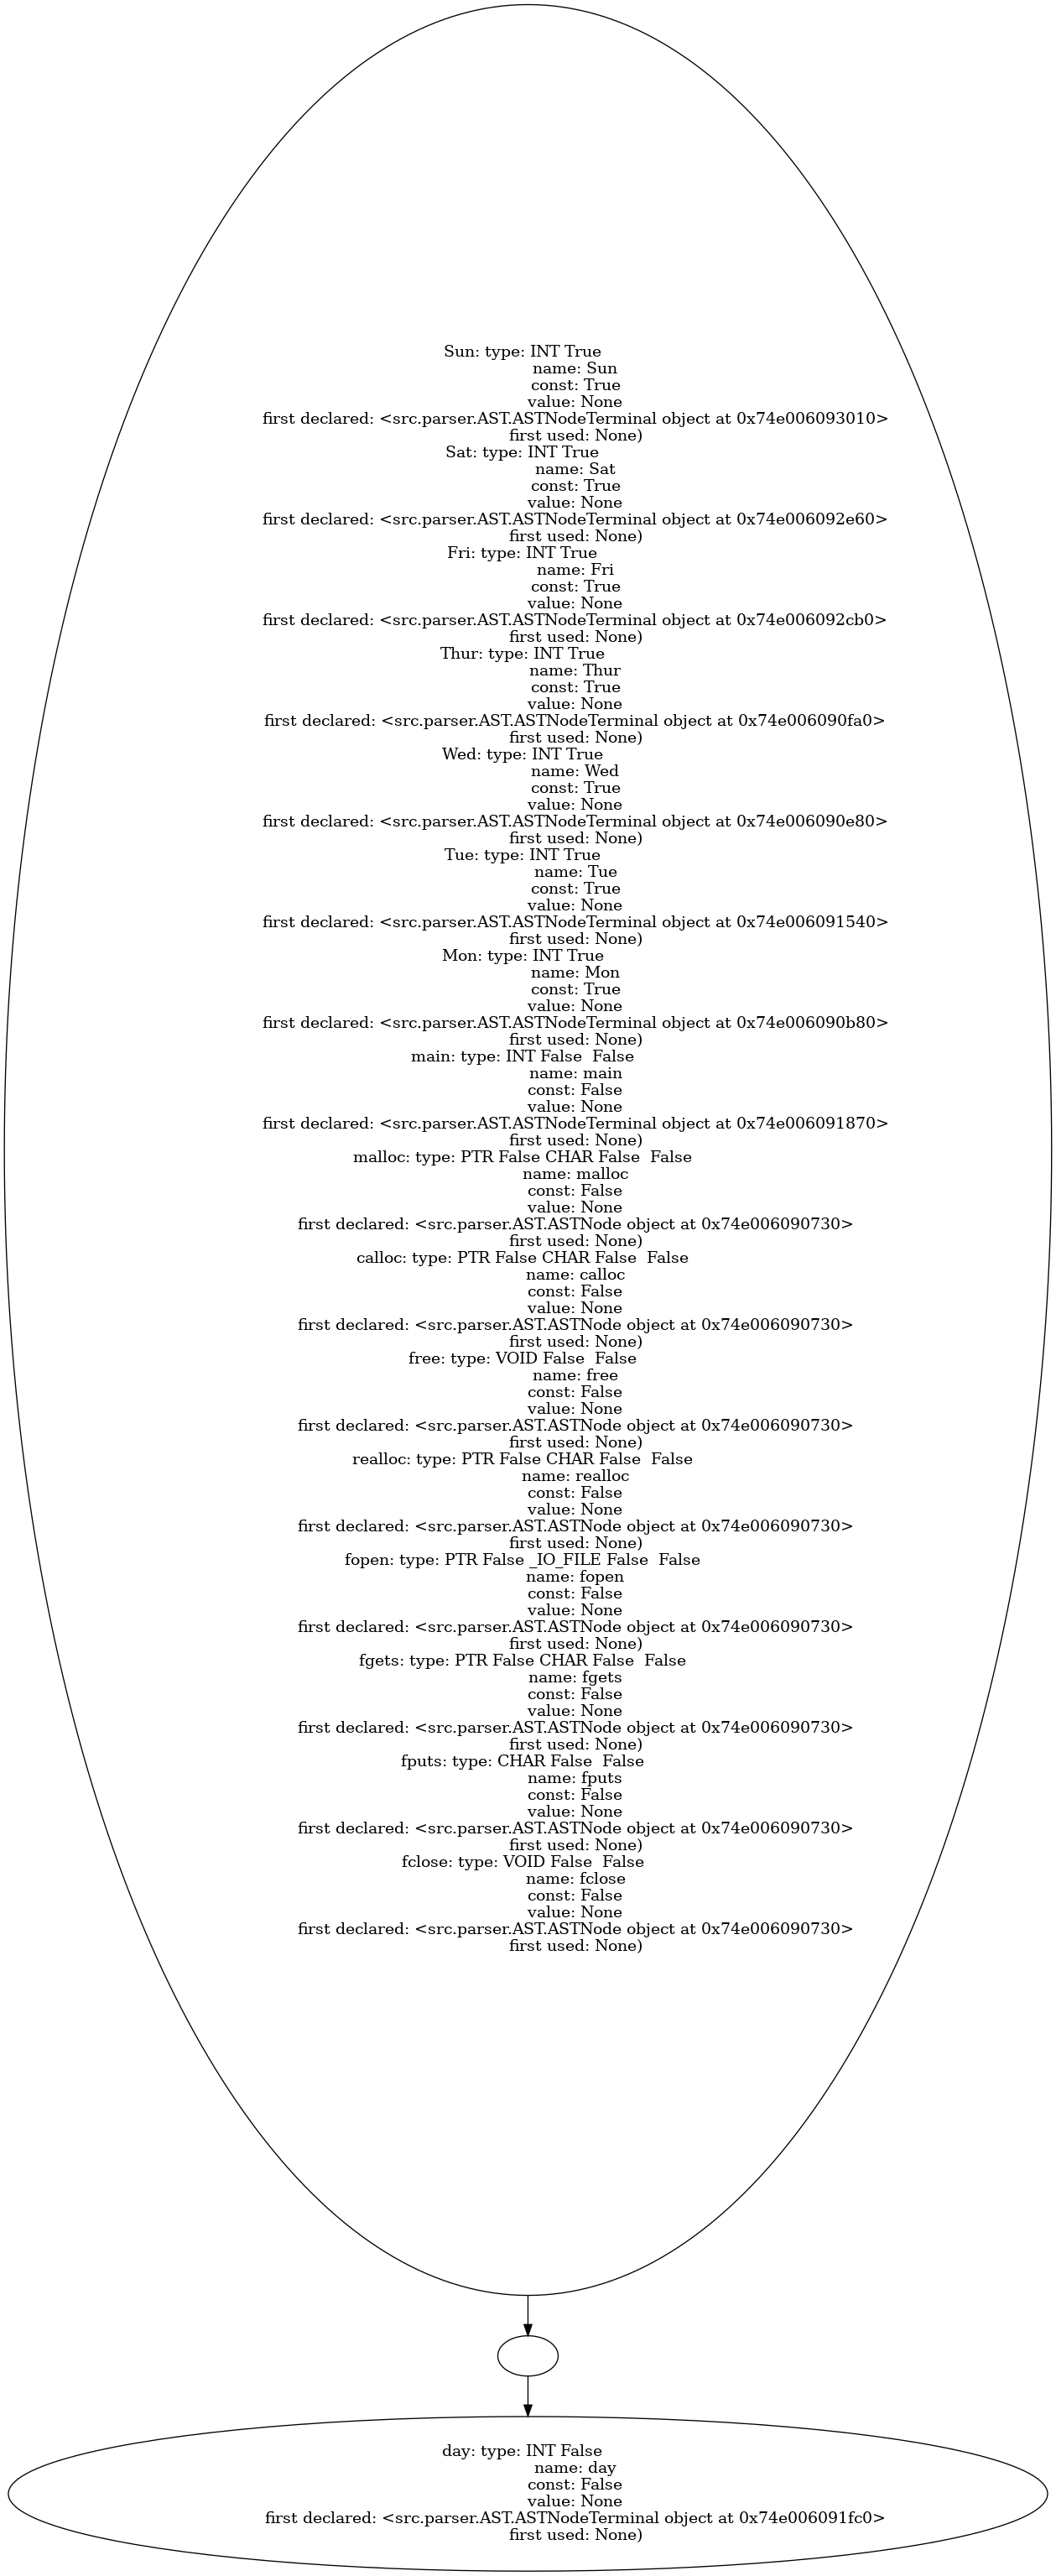 Sun: type: INT True
name: Sun
const: True
value: None
first declared: <src.parser.AST.ASTNodeTerminal object at 0x74e006093010>
first used: None)
Sat: type: INT True
name: Sat
const: True
value: None
first declared: <src.parser.AST.ASTNodeTerminal object at 0x74e006092e60>
first used: None)
Fri: type: INT True
name: Fri
const: True
value: None
first declared: <src.parser.AST.ASTNodeTerminal object at 0x74e006092cb0>
first used: None)
Thur: type: INT True
name: Thur
const: True
value: None
first declared: <src.parser.AST.ASTNodeTerminal object at 0x74e006090fa0>
first used: None)
Wed: type: INT True
name: Wed
const: True
value: None
first declared: <src.parser.AST.ASTNodeTerminal object at 0x74e006090e80>
first used: None)
Tue: type: INT True
name: Tue
const: True
value: None
first declared: <src.parser.AST.ASTNodeTerminal object at 0x74e006091540>
first used: None)
Mon: type: INT True
name: Mon
const: True
value: None
first declared: <src.parser.AST.ASTNodeTerminal object at 0x74e006090b80>
first used: None)
main: type: INT False  False
name: main
const: False
value: None
first declared: <src.parser.AST.ASTNodeTerminal object at 0x74e006091870>
first used: None)
malloc: type: PTR False CHAR False  False
name: malloc
const: False
value: None
first declared: <src.parser.AST.ASTNode object at 0x74e006090730>
first used: None)
calloc: type: PTR False CHAR False  False
name: calloc
const: False
value: None
first declared: <src.parser.AST.ASTNode object at 0x74e006090730>
first used: None)
free: type: VOID False  False
name: free
const: False
value: None
first declared: <src.parser.AST.ASTNode object at 0x74e006090730>
first used: None)
realloc: type: PTR False CHAR False  False
name: realloc
const: False
value: None
first declared: <src.parser.AST.ASTNode object at 0x74e006090730>
first used: None)
fopen: type: PTR False _IO_FILE False  False
name: fopen
const: False
value: None
first declared: <src.parser.AST.ASTNode object at 0x74e006090730>
first used: None)
fgets: type: PTR False CHAR False  False
name: fgets
const: False
value: None
first declared: <src.parser.AST.ASTNode object at 0x74e006090730>
first used: None)
fputs: type: CHAR False  False
name: fputs
const: False
value: None
first declared: <src.parser.AST.ASTNode object at 0x74e006090730>
first used: None)
fclose: type: VOID False  False
name: fclose
const: False
value: None
first declared: <src.parser.AST.ASTNode object at 0x74e006090730>
first used: None)
day: type: INT False
name: day
const: False
value: None
first declared: <src.parser.AST.ASTNodeTerminal object at 0x74e006091fc0>
first used: None)